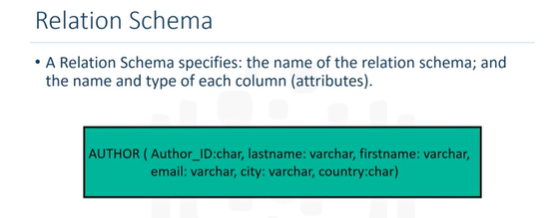 Relation Schema
• A Relation Schema specifies: the name of the relation schema; and
the name and type of each column (attributes).
AUTHOR ( Author_ID:char, lastname: varchar, firstname: varchar,
email: varchar, city: varchar, country:char)